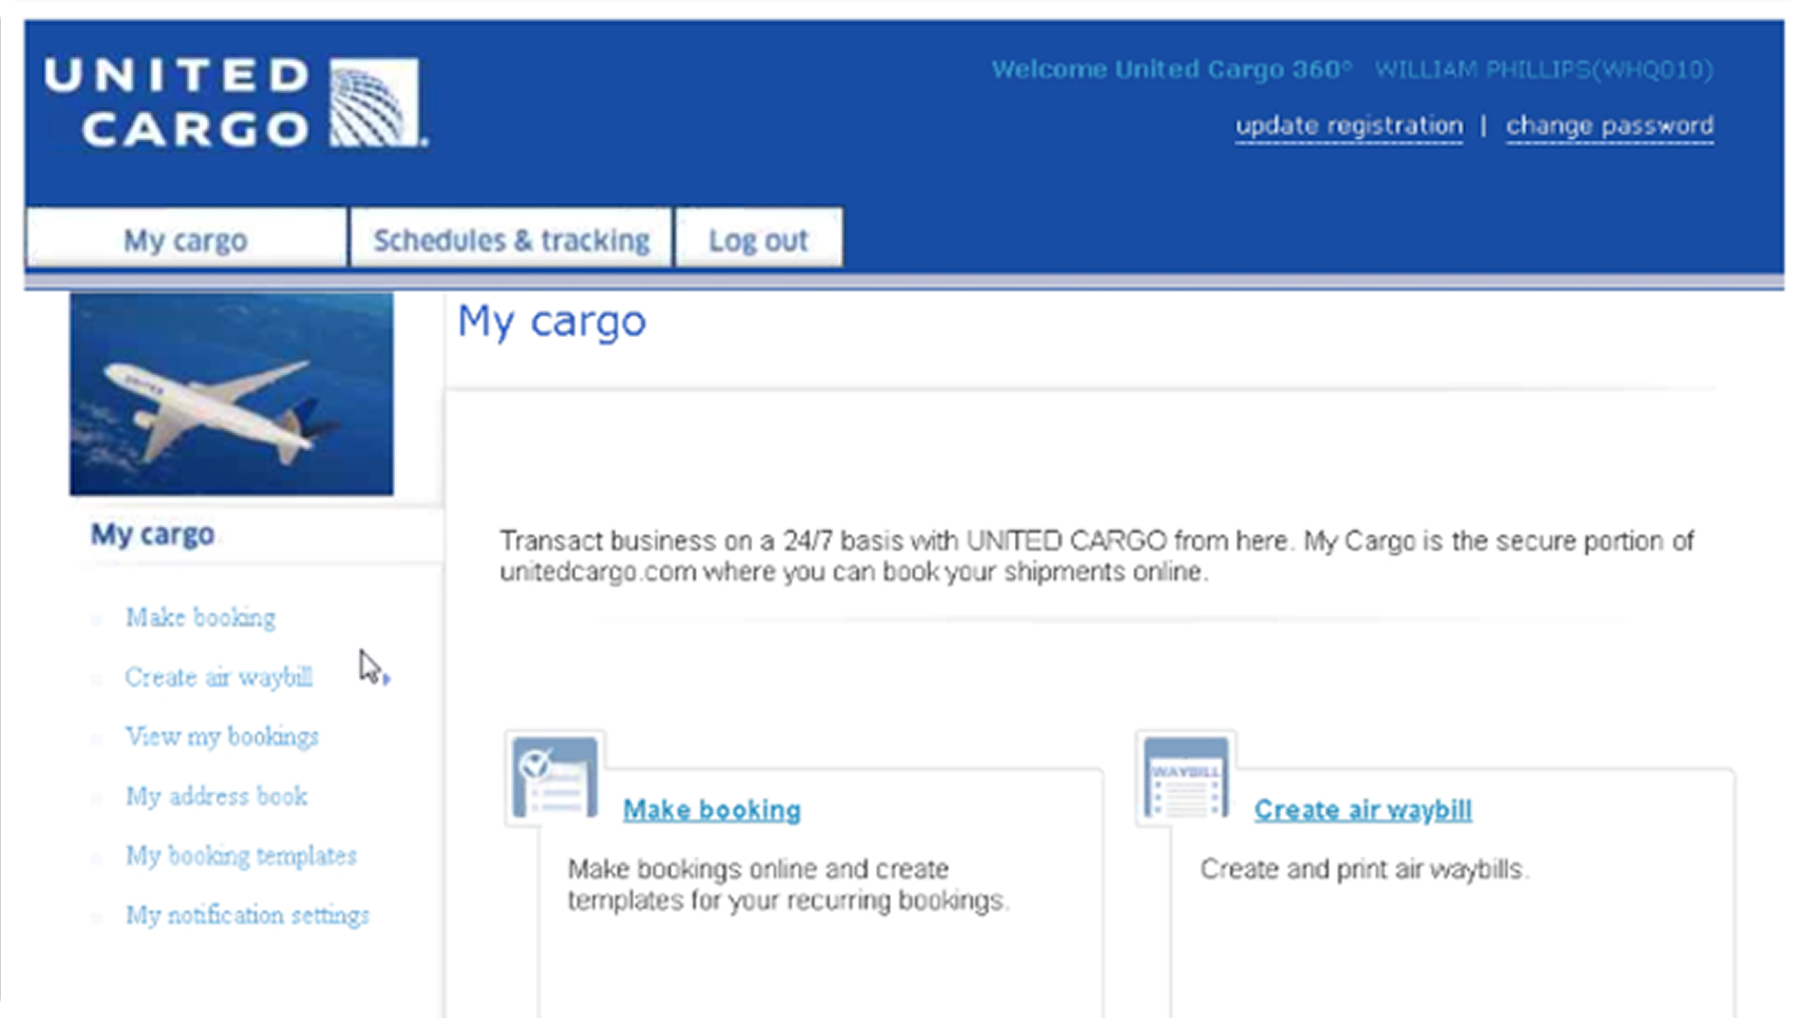 UNITED
CARGO
Welcome United Cargo 360° WILLIAM PHILLIPS(WHQ010)
update registration | change password
My cargo
Schedules & tracking
Log out
UNITED
My cargo
My cargo
Transact business on a 24/7 basis with UNITED CARGO from here. My Cargo is the secure portion of
unitedcargo.com where you can book your shipments online.
Make booking
Create air waybill
View my bookings
My address book
My booking templates
My notification settings
Make booking
Make bookings online and create
templates for your recurring bookings.
WAYBILL
Create air waybill
Create and print air waybills.